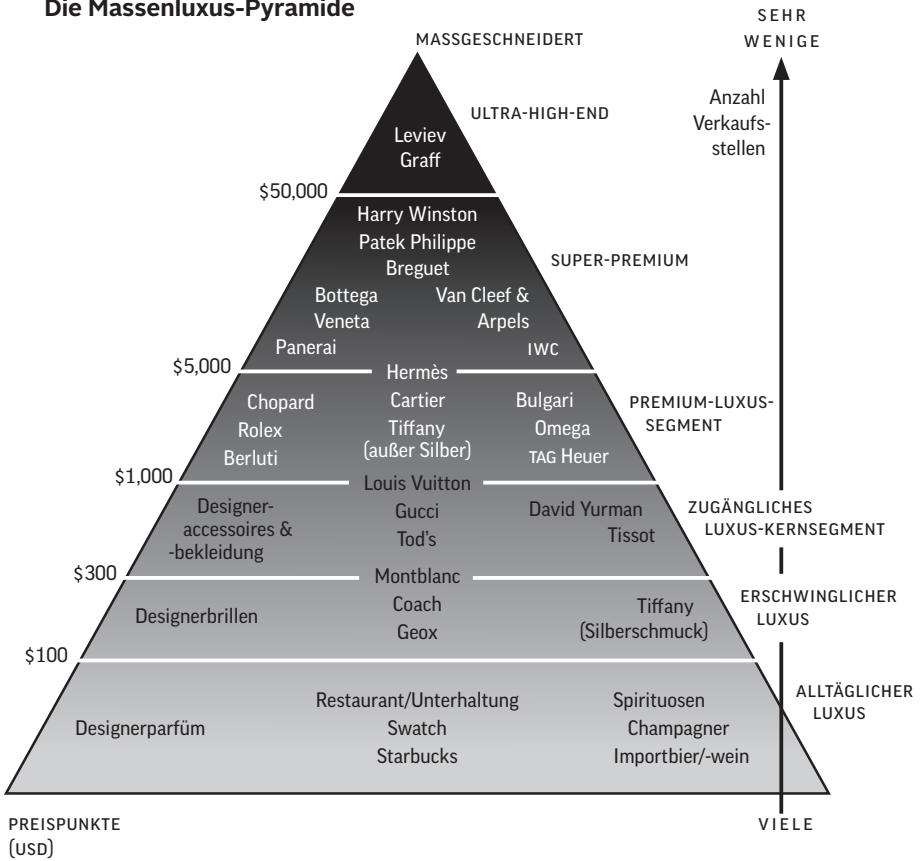 Die Massenluxus-Pyramide
SEHR
WENIGE
MASSGESCHNEIDERT
Anzahl
Verkaufs-
stellen
ULTRA-HIGH-END
Leviev
Graff
$50,000
Harry Winston
Patek Philippe
Breguet
SUPER-PREMIUM
Bottega
Veneta
Van Cleef &
Arpels
Panerai
IWC
$5,000
Hermès
Chopard
Rolex
Berluti
Cartier
Tiffany
(außer Silber)
Bulgari
Omega
TAG Heuer
PREMIUM-LUXUS-
SEGMENT
$1,000
Louis Vuitton
Designer-
accessoires &
-bekleidung
Gucci
Tod's
David Yurman
Tissot
ZUGÄNGLICHES
LUXUS-KERNSEGMENT
$300
Montblanc
Designerbrillen
Coach
Geox
Tiffany
(Silberschmuck)
ERSCHWINGLICHER
LUXUS
$100
Designerparfüm
Restaurant/Unterhaltung
Swatch
Starbucks
Spirituosen
Champagner
Importbier/-wein
ALLTÄGLICHER
LUXUS
PREISPUNKTE
(USD)
VIELE